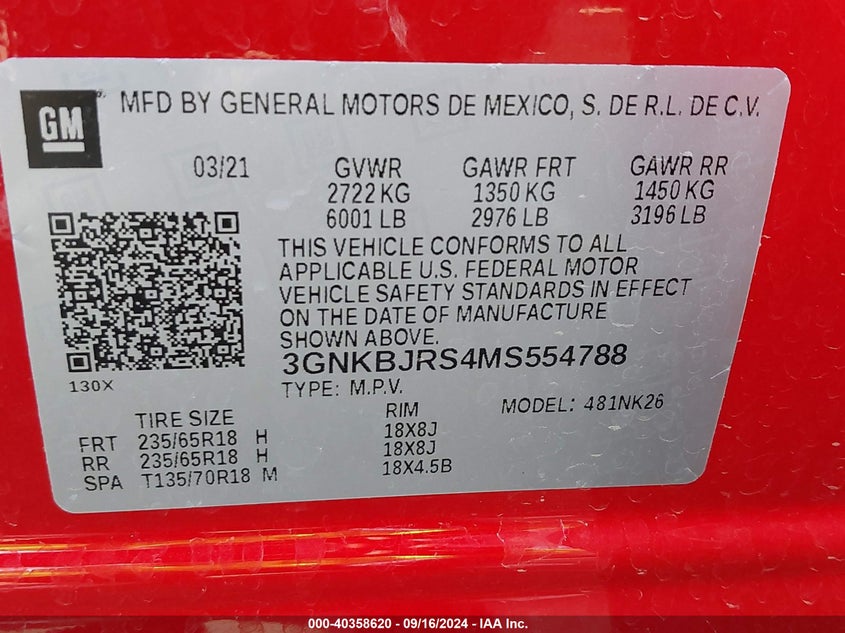 GM
MFD BY GENERAL MOTORS DE MEXICO, S. DE R.L. DE C.V.
03/21 GVWR GAWR FRT GAWR RR
2722 KG 1350 KG 1450 KG
6001 LB 2976 LB 3196 LB
THIS VEHICLE CONFORMS TO ALL
APPLICABLE U.S. FEDERAL MOTOR
VEHICLE SAFETY STANDARDS IN EFFECT
ON THE DATE OF MANUFACTURE
SHOWN ABOVE.
3GNKBJRS4MS554788
130X
TYPE: M.P.V.
TIRE SIZE RIM MODEL: 481NK26
FRT 235/65R18 H 18X8J
RR 235/65R18 H 18X8J
SPA T135/70R18 M 18X4.5B
000-40358620 - 09/16/2024 - IAA Inc.